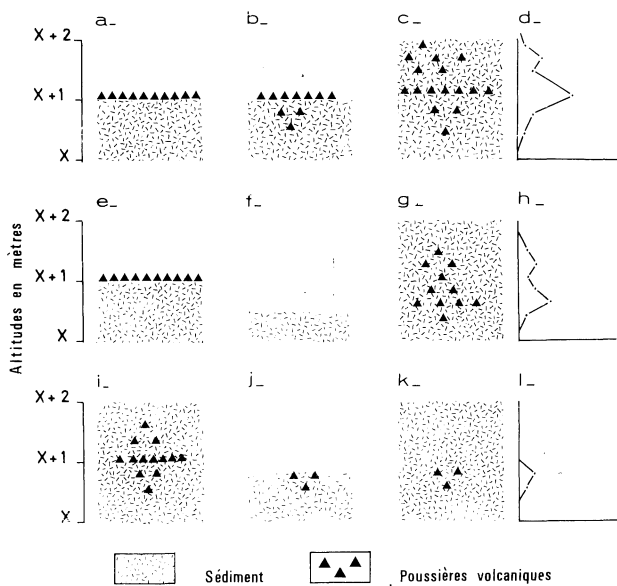 a_ b_ c_ d_
X + 2
X + 1
X
e_ f_ g_ h_
X + 2
X + 1
X
i_ j_ k_ l_
X + 2
X + 1
X
Altitudes en mètres
Sédiment Poussières volcaniques